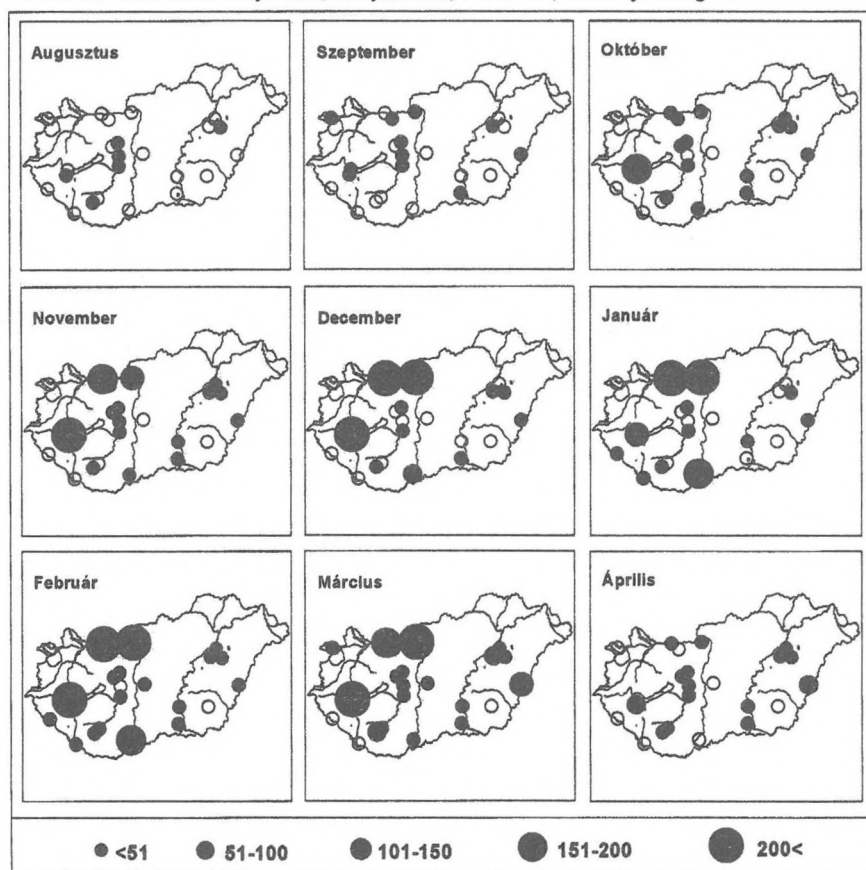 Augusztus
Szeptember
Október
November
December
Január
Február
Március
Április
<51
51-100
101-150
151-200
200<